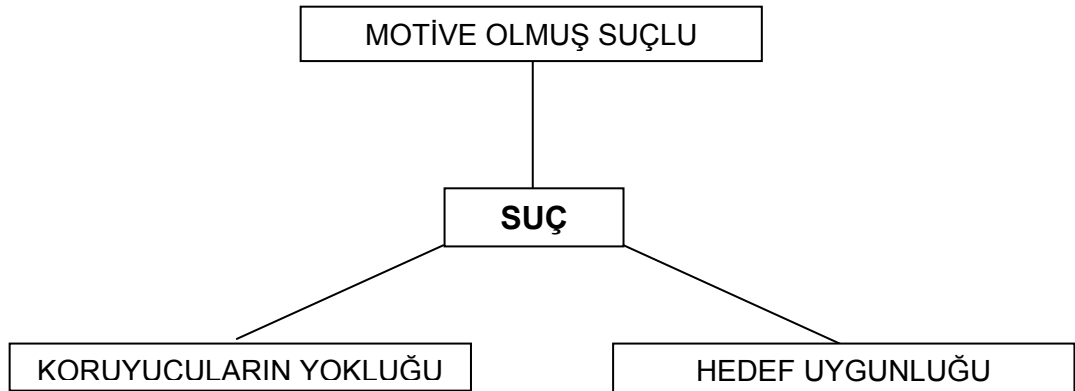 MOTİVE OLMUŞ SUÇLU
SUÇ
KORUYUCULARIN YOKLUĞU
HEDEF UYGUNLUĞU